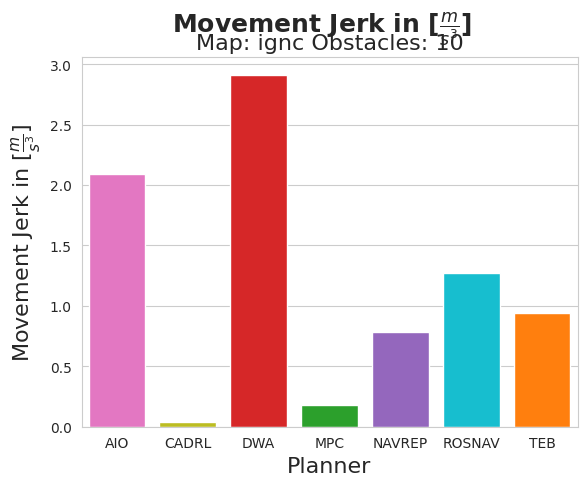 Movement Jerk in [m/s³]
Map: ignc Obstacles: 10
Movement Jerk in [m/s³]
3.0
2.5
2.0
1.5
1.0
0.5
0.0
AIO CADRL DWA MPC NAVREP ROSNAV TEB
Planner